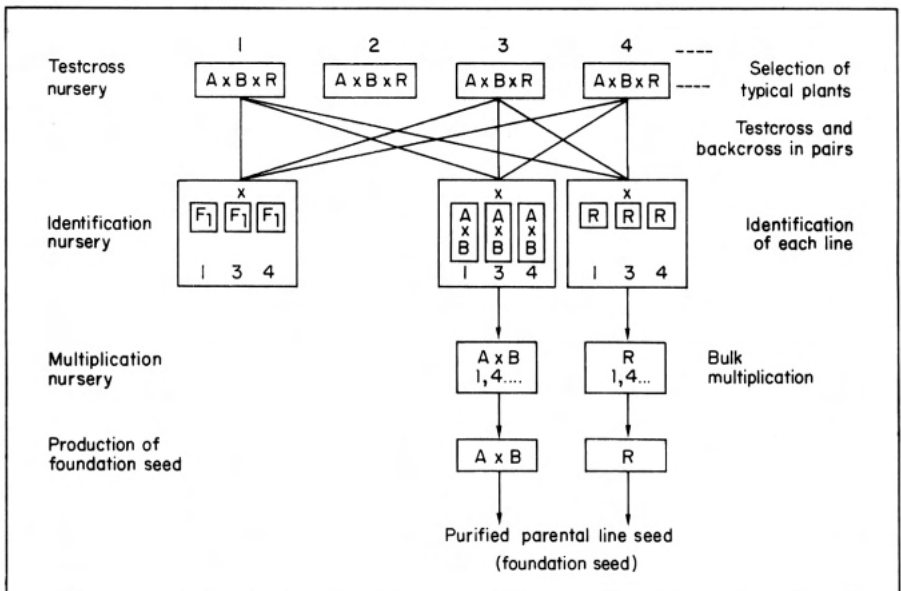 1 2 3 4 ----
Testcross
nursery
A x B x R A x B x R A x B x R A x B x R ----
Selection of
typical plants
Testcross and
backcross in pairs
x x x
Identification
nursery
F1 F1 F1
1 3 4
A x B A x B A x B
1 3 4
R R R
1 3 4
Identification
of each line
Multiplication
nursery
A x B
1,4....
R
1,4...
Bulk
multiplication
Production of
foundation seed
A x B
R
Purified parental line seed
(foundation seed)